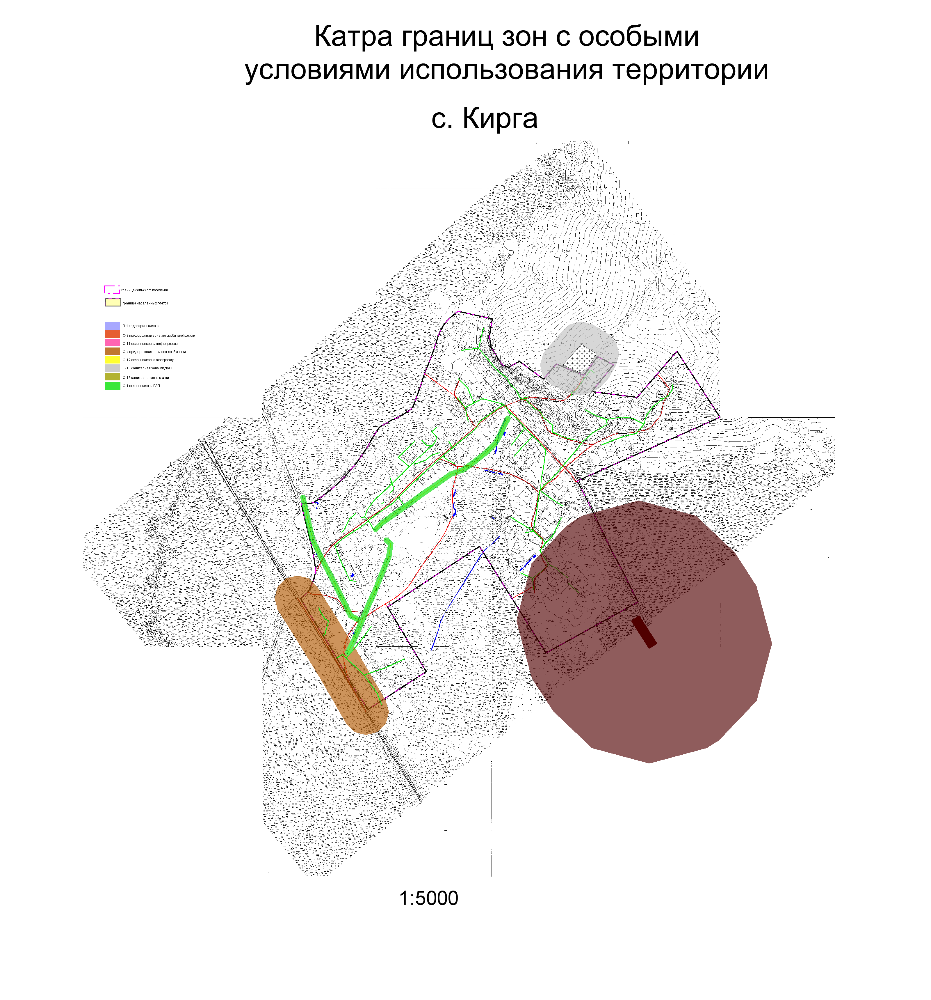 Катра границ зон с особыми
условиями использования территории
с. Кирга
граница сельского поселения
граница населённых пунктов
В-1 водоохранная зона
О-3 придорожная зона автомобильной дороги
О-11 охранная зона нефтепровода
О-4 придорожная зона железной дороги
О-12 охранная зона газопровода
О-10 санитарная зона кладбищ
О-13 санитарная зона свалки
О-1 охранная зона ЛЭП
1:5000